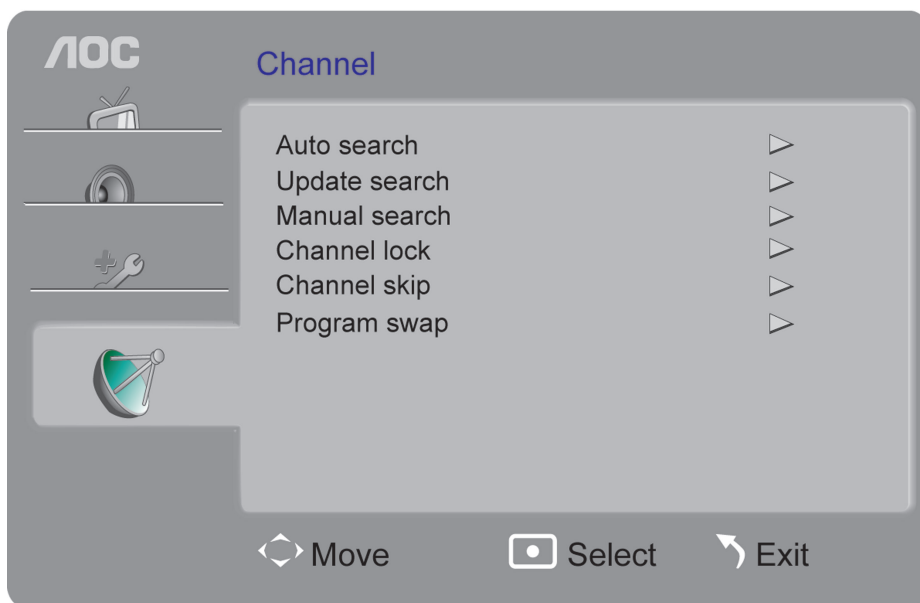 AOC
Channel
Auto search
Update search
Manual search
Channel lock
Channel skip
Program swap
Move Select Exit